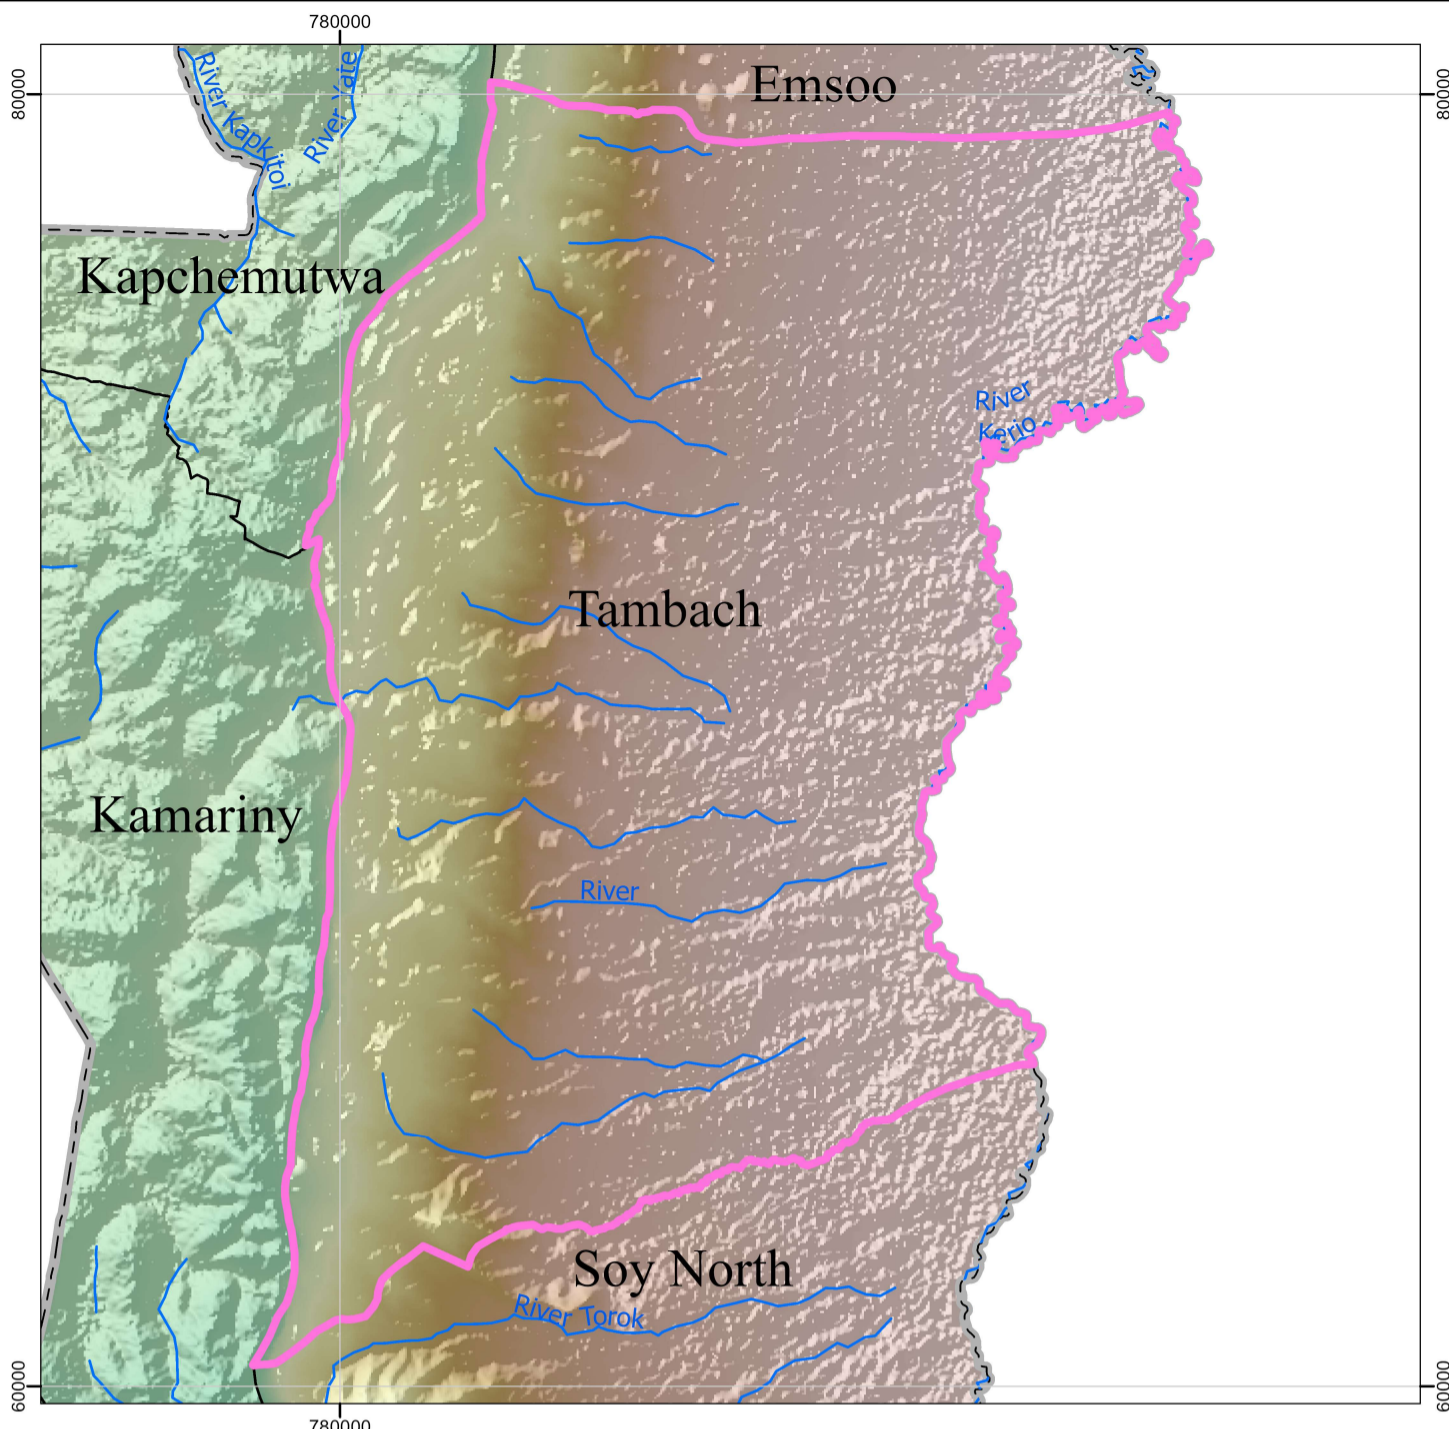 780000
80000
80000
River Kapkitoi
River Yate
Emsoo
Kapchemutwa
River
Kerio
Tambach
Kamariny
River
Soy North
River Torok
60000
60000
780000